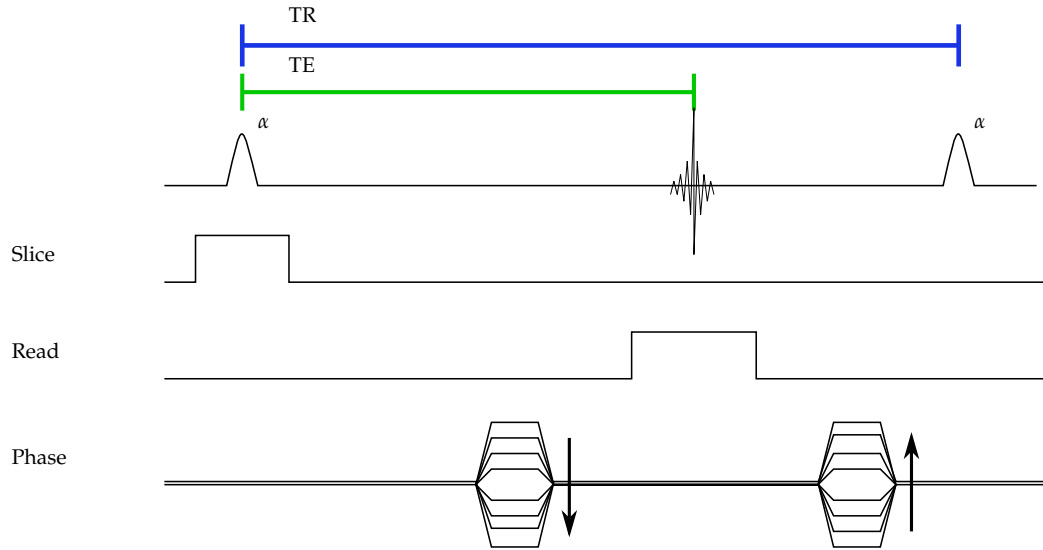 TR
TE
α
α
Slice
Read
Phase